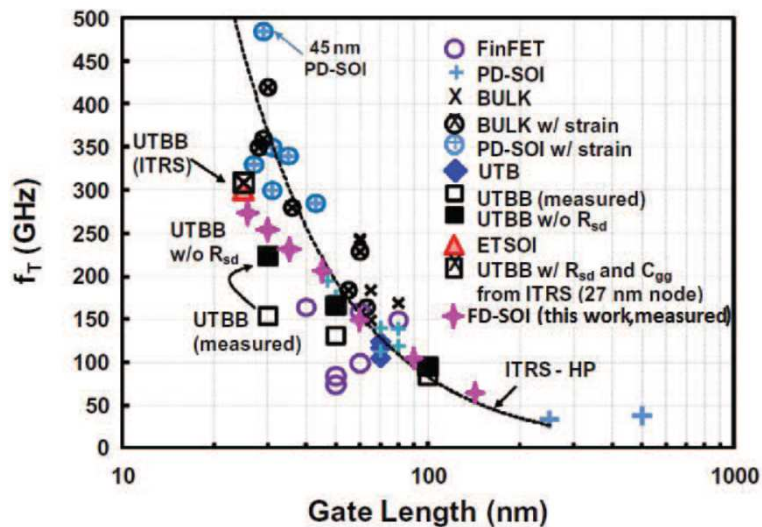 500
450
400
350
300
250
200
150
100
50
0
f_T (GHz)
10
100
1000
Gate Length (nm)
45nm
PD-SOI
UTBB
(ITRS)
UTBB
w/o R_sd
UTBB
(measured)
ITRS - HP
FinFET
PD-SOI
BULK
BULK w/ strain
PD-SOI w/ strain
UTB
UTBB (measured)
UTBB w/o R_sd
ETSOI
UTBB w/ R_sd and C_gg
from ITRS (27 nm node)
FD-SOI (this work,measured)